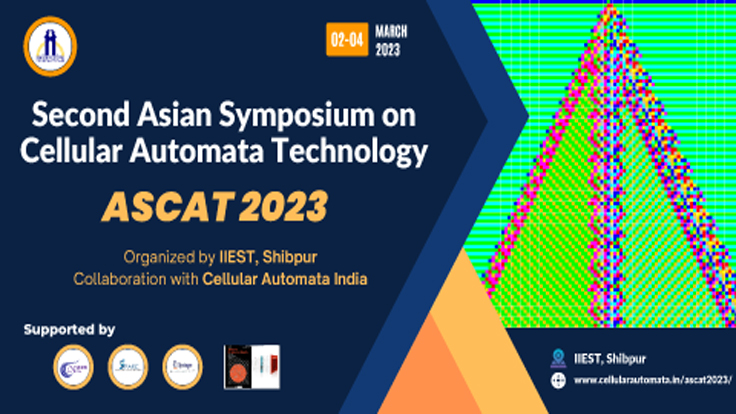 02-04
MARCH
2023
Second Asian Symposium on
Cellular Automata Technology
ASCAT 2023
Organized by IIEST, Shibpur
Collaboration with Cellular Automata India
Supported by
IIEST, Shibpur
www.cellularautomata.in/ascat2023/